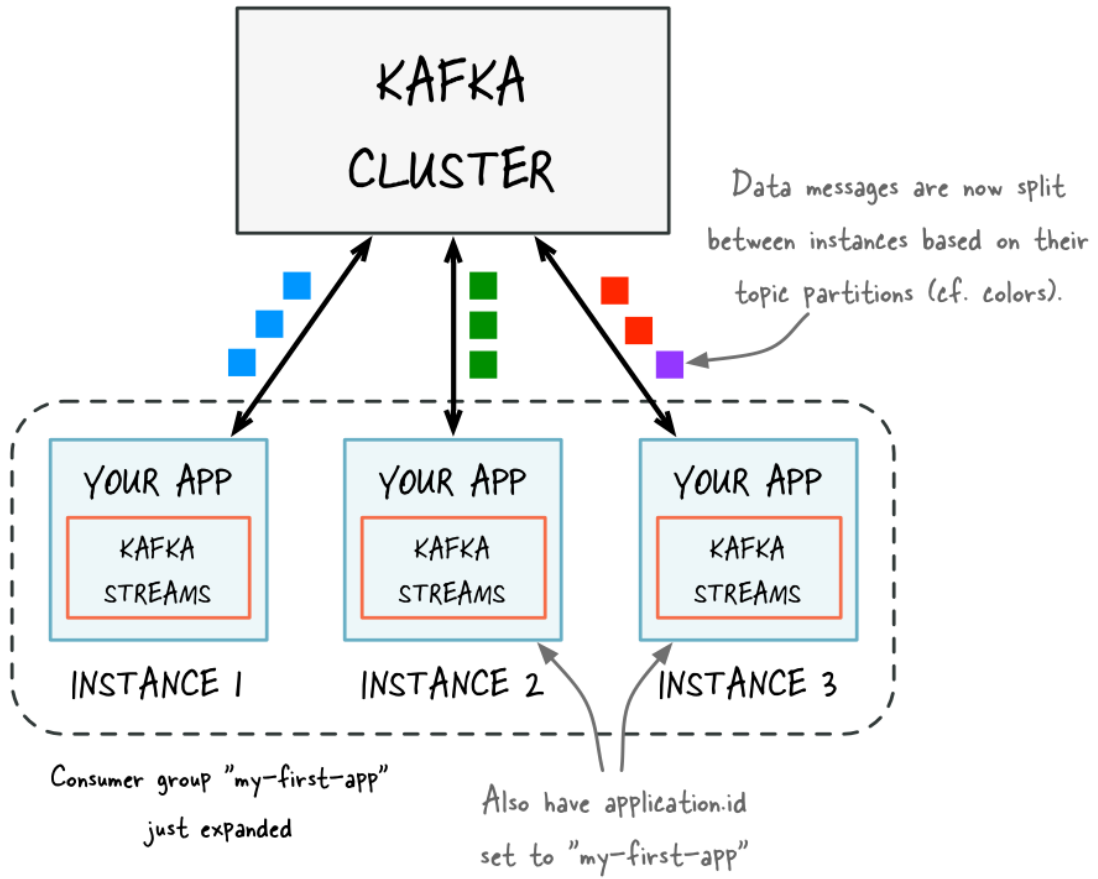 KAFKA
CLUSTER
Data messages are now split
between instances based on their
topic partitions (cf. colors).
YOUR APP
KAFKA
STREAMS
INSTANCE 1
YOUR APP
KAFKA
STREAMS
INSTANCE 2
YOUR APP
KAFKA
STREAMS
INSTANCE 3
Consumer group "my-first-app"
just expanded
Also have application.id
set to "my-first-app"